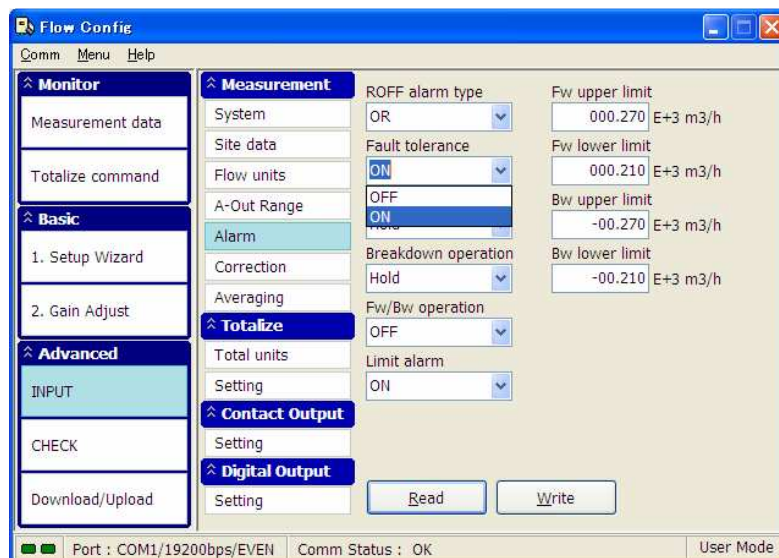 Flow Config
Comm Menu Help
Monitor
Measurement data
Totalize command
Basic
1. Setup Wizard
2. Gain Adjust
Advanced
INPUT
CHECK
Download/Upload
Measurement
System
Site data
Flow units
A-Out Range
Alarm
Correction
Averaging
Totalize
Total units
Setting
Contact Output
Setting
Digital Output
Setting
ROFF alarm type
OR
Fault tolerance
ON
OFF
ON
Hold
Breakdown operation
Hold
Fw/Bw operation
OFF
Limit alarm
ON
Fw upper limit
000.270 E+3 m3/h
Fw lower limit
000.210 E+3 m3/h
Bw upper limit
-00.270 E+3 m3/h
Bw lower limit
-00.210 E+3 m3/h
Read Write
Port : COM1/19200bps/EVEN Comm Status : OK User Mode